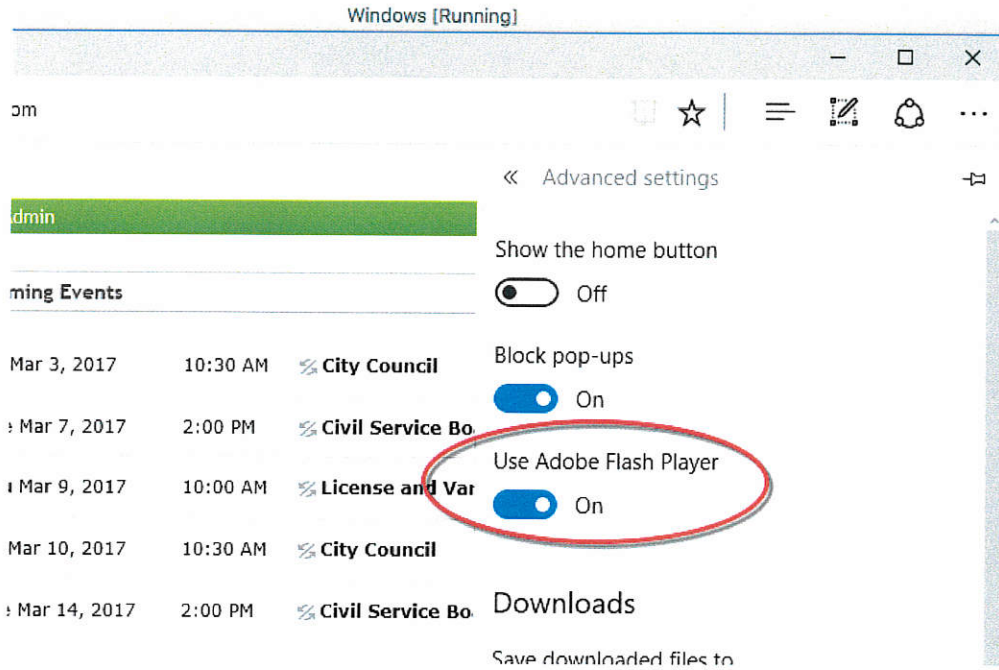 Windows [Running]
om
Advanced settings
dmin
Show the home button
Off
ming Events
Block pop-ups
On
Mar 3, 2017 10:30 AM City Council
Mar 7, 2017 2:00 PM Civil Service Bo
Use Adobe Flash Player
On
Mar 9, 2017 10:00 AM License and Var
Mar 10, 2017 10:30 AM City Council
Mar 14, 2017 2:00 PM Civil Service Bo
Downloads
Save downloaded files to